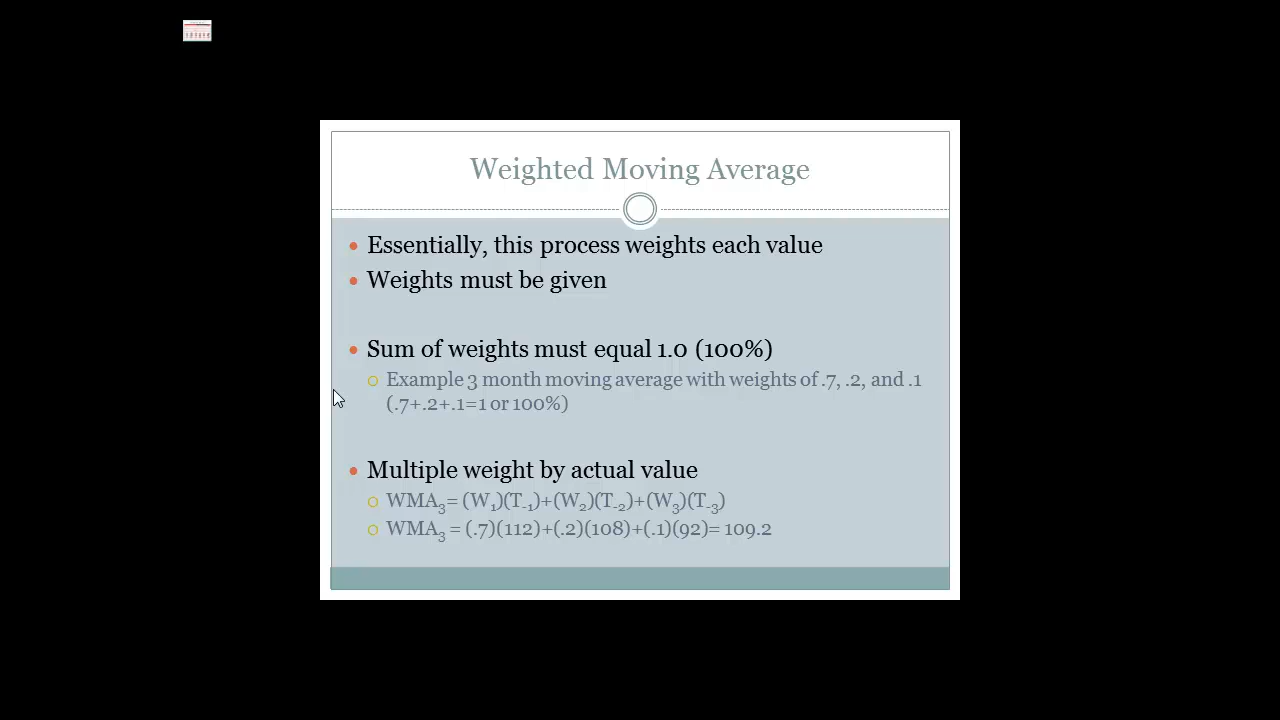 Weighted Moving Average
• Essentially, this process weights each value
• Weights must be given
• Sum of weights must equal 1.0 (100%)
○ Example 3 month moving average with weights of .7, .2, and .1
(.7+.2+.1=1 or 100%)
• Multiple weight by actual value
○ WMA₃= (W₁)(T₋₁)+(W₂)(T₋₂)+(W₃)(T₋₃)
○ WMA₃ = (.7)(112)+(.2)(108)+(.1)(92)= 109.2